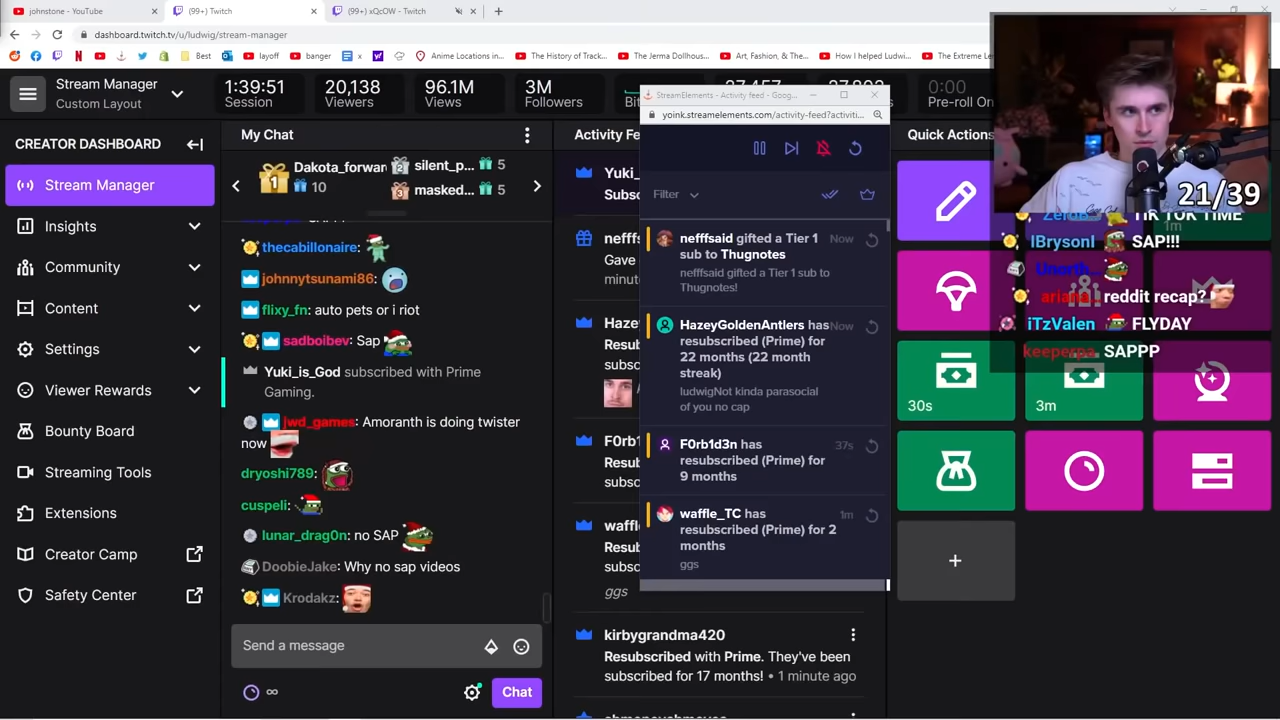 johnstone - YouTube
(99+) Twitch
(99+) xQcOW - Twitch
dashboard.twitch.tv/u/ludwig/stream-manager
layoff
banger
x
Anime Locations in...
The History of Track...
The Jerma Dollhous...
Art, Fashion, & The...
How I helped Ludwi...
The Extreme L
Stream Manager
Custom Layout
1:39:51
Session
20,138
Viewers
96.1M
Views
3M
Followers
0:00
Pre-roll
CREATOR DASHBOARD
Stream Manager
Insights
Community
Content
Settings
Viewer Rewards
Bounty Board
Streaming Tools
Extensions
Creator Camp
Safety Center
My Chat
Dakota_forwar
10
silent_p...
5
masked...
5
thecabillonaire:
johnnytsunami86:
flixy_fn: auto pets or i riot
sadboibev: Sap
Yuki_is_God subscribed with Prime
Gaming.
jwd_games: Amoranth is doing twister
now
dryoshi789:
cuspeli:
lunar_drag0n: no SAP
DoobieJake: Why no sap videos
Krodakz:
Send a message
∞
Chat
Activity Fe
Yuki_
Subsc
nefffs
Gave
minute
Haze
Resub
subsc
F0rb1
Resub
subsc
waffl
Resub
subsc
ggs
kirbygrandma420
Resubscribed with Prime. They've been
subscribed for 17 months! • 1 minute ago
StreamElements - Activity feed - Goog...
yoink.streamelements.com/activity-feed?activiti...
Filter
nefffsaid gifted a Tier 1
sub to Thugnotes
Now
nefffsaid gifted a Tier 1 sub to
Thugnotes!
HazeyGoldenAntlers has
resubscribed (Prime) for
22 months (22 month
streak)
Now
ludwigNot kinda parasocial
of you no cap
F0rb1d3n has
resubscribed (Prime) for
9 months
37s
waffle_TC has
resubscribed (Prime) for 2
months
1m
ggs
Quick Actions
1m
30s
3m
+
21/39
TIK TOK TIME
IBrysonI SAP!!!
Unorth...
ariana... reddit recap?
iTzValen FLYDAY
keeperpa SAPPP